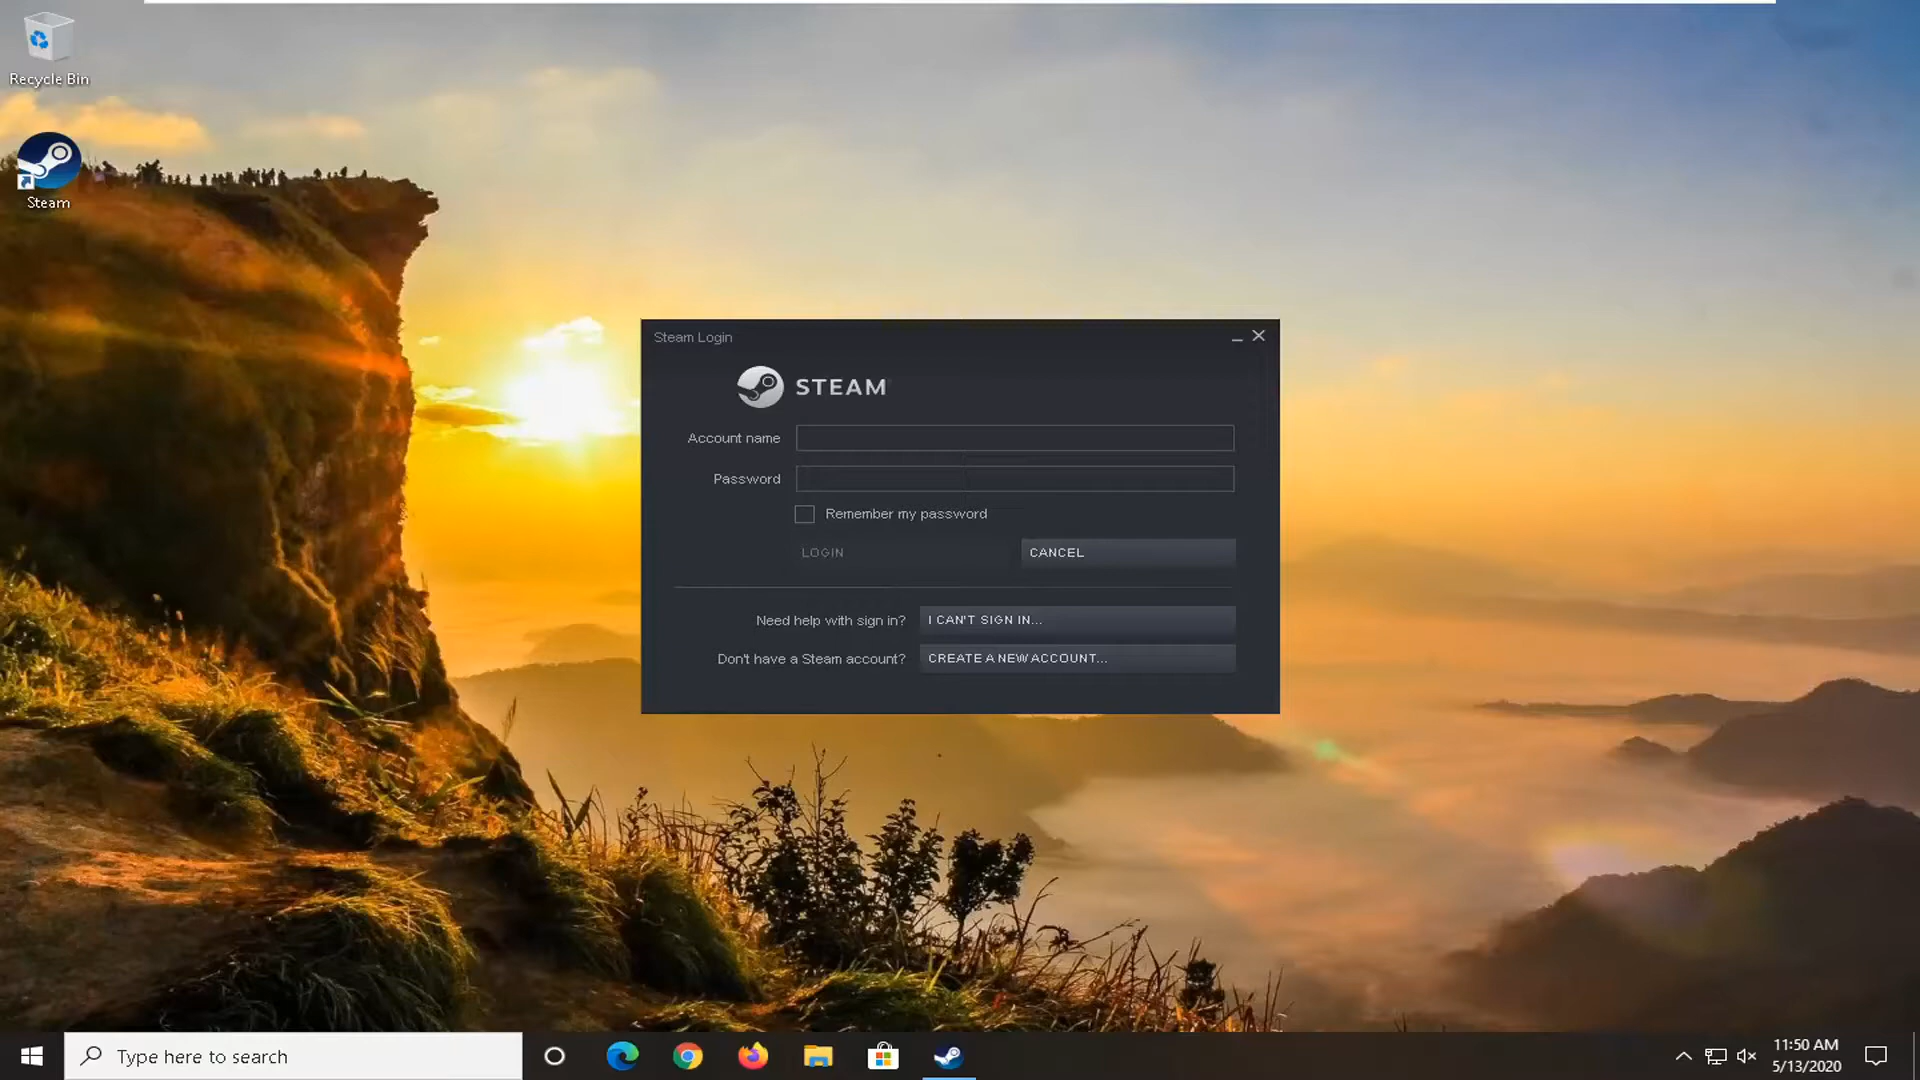 Recycle Bin
Steam
Steam Login
STEAM
Account name
Password
Remember my password
LOGIN
CANCEL
Need help with sign in?
I CAN'T SIGN IN...
Don't have a Steam account?
CREATE A NEW ACCOUNT...
Type here to search
11:50 AM
5/13/2020